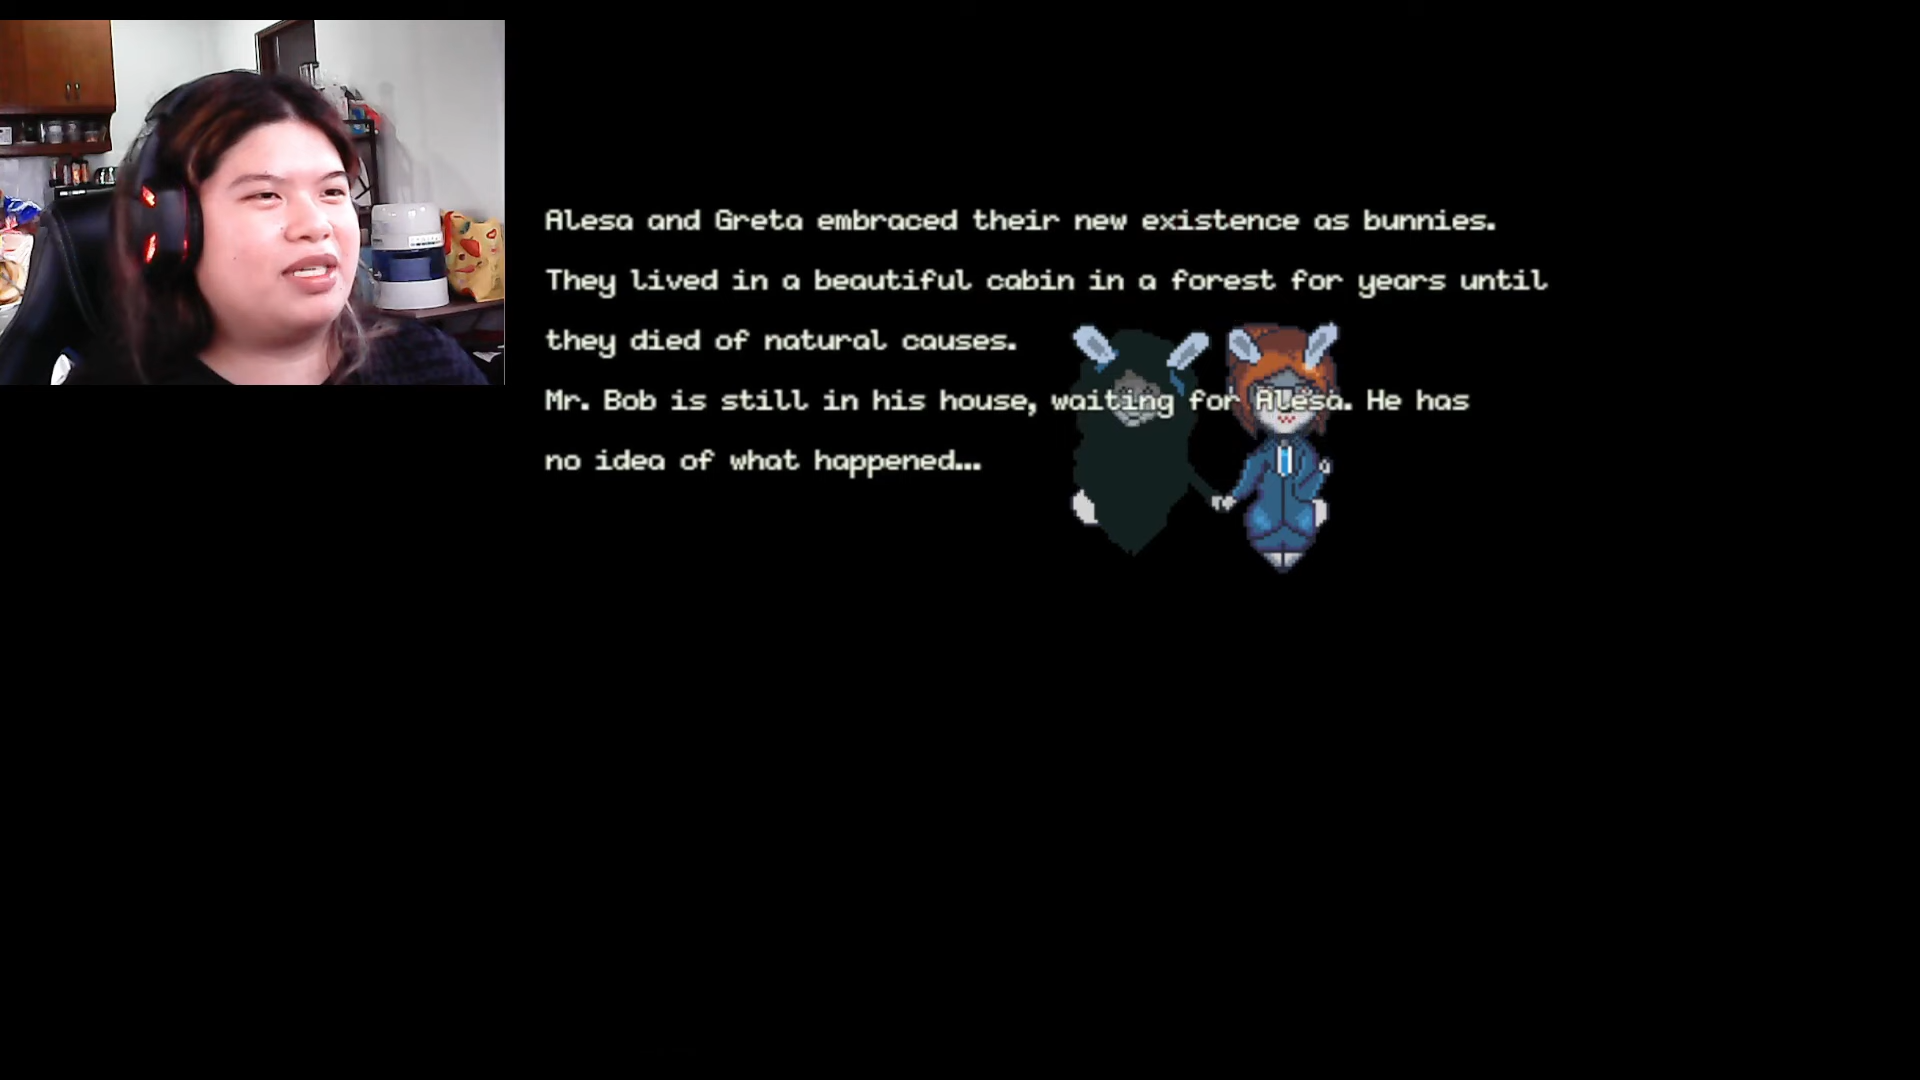 Alesa and Greta embraced their new existence as bunnies.
They lived in a beautiful cabin in a forest for years until
they died of natural causes.
Mr. Bob is still in his house, waiting for Alesa. He has
no idea of what happened...